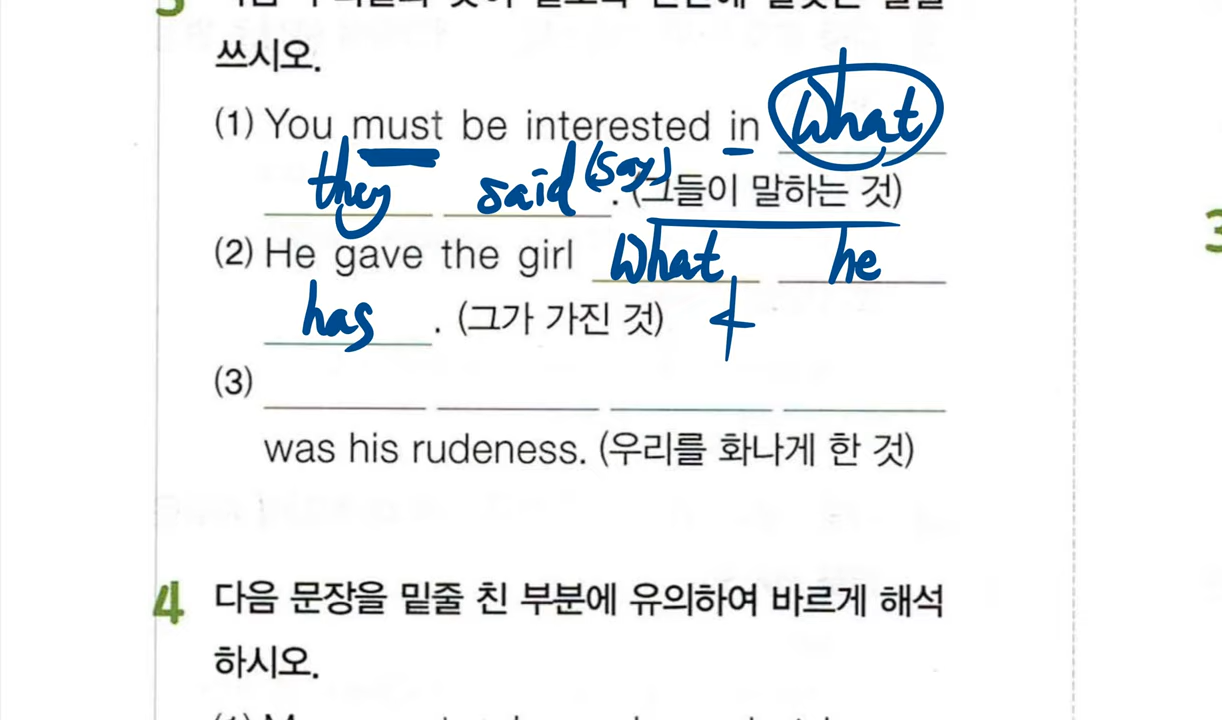 쓰시오.
(1) You must be interested in What
they said (say). (그들이 말하는 것)
(2) He gave the girl What he
has. (그가 가진 것)
(3)
was his rudeness. (우리를 화나게 한 것)
4 다음 문장을 밑줄 친 부분에 유의하여 바르게 해석
하시오.